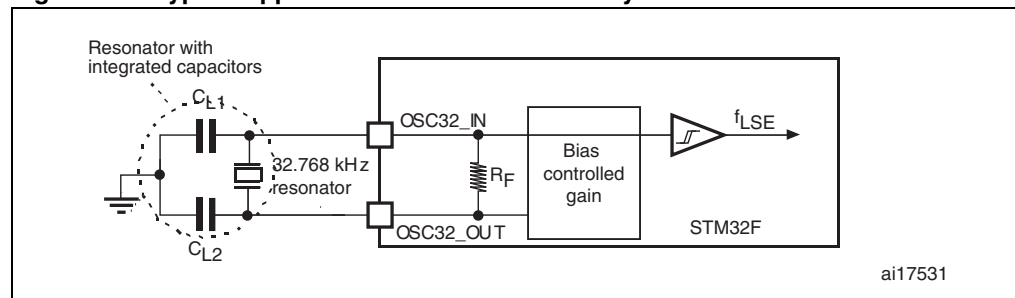 Resonator with
integrated capacitors
CL1
OSC32_IN
fLSE
32.768 kHz
resonator
RF
Bias
controlled
gain
OSC32_OUT
STM32F
CL2
ai17531